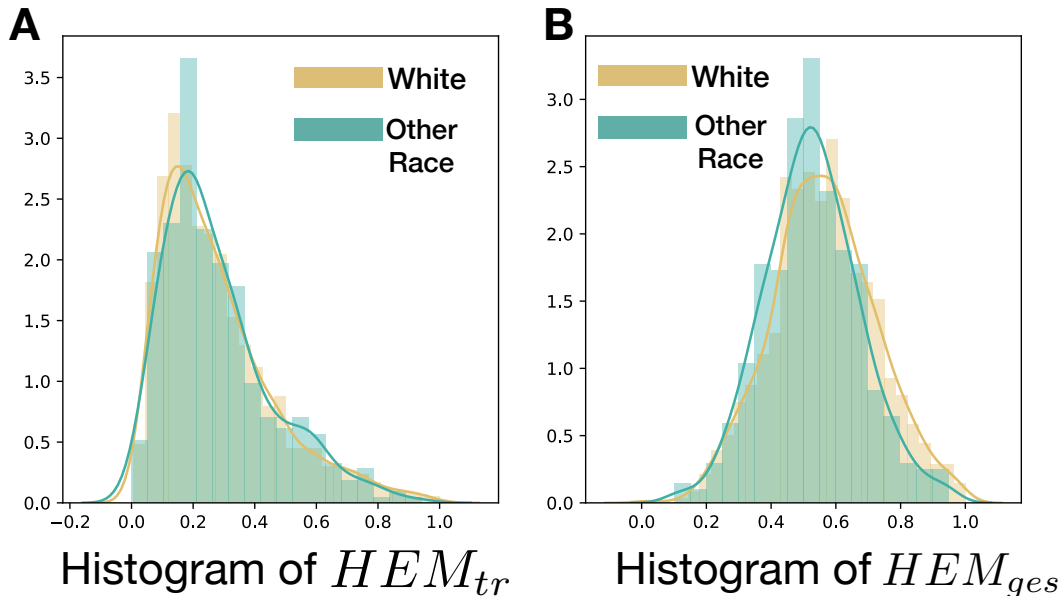 A
3.5
3.0
2.5
2.0
1.5
1.0
0.5
0.0
−0.2 0.0 0.2 0.4 0.6 0.8 1.0
White
Other
Race
Histogram of HEM_tr
B
3.0
2.5
2.0
1.5
1.0
0.5
0.0
0.0 0.2 0.4 0.6 0.8 1.0
White
Other
Race
Histogram of HEM_ges